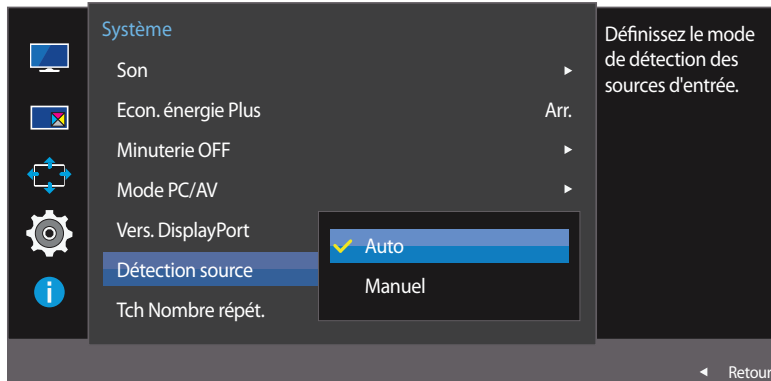 Système
Son
Econ. énergie Plus Arr.
Minuterie OFF
Mode PC/AV
Vers. DisplayPort
Détection source
Tch Nombre répét.
Auto
Manuel
Définissez le mode
de détection des
sources d'entrée.
Retour